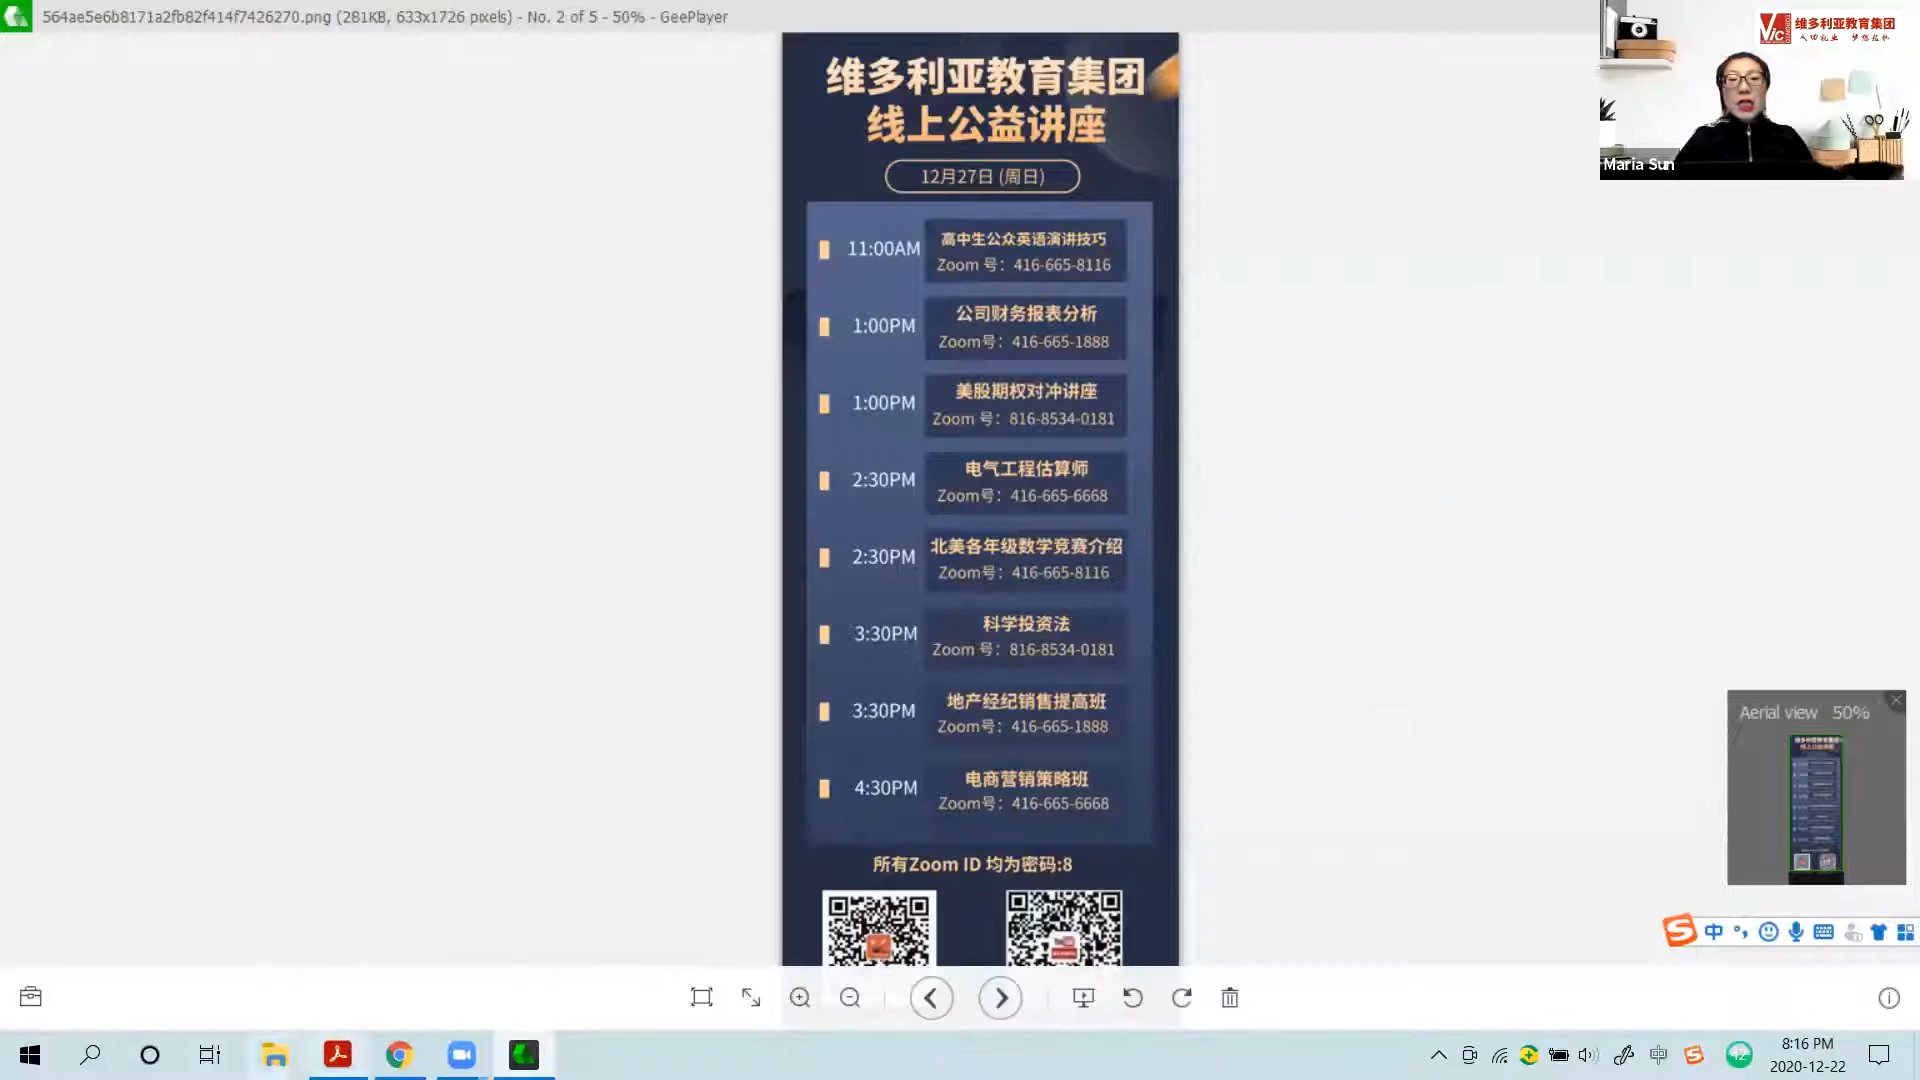 564ae5e6b8171a2fb82f414f7426270.png (281KB, 633x1726 pixels) - No. 2 of 5 - 50% - GeePlayer
Vic
维多利亚教育集团
Maria Sun
维多利亚教育集团
线上公益讲座
12月27日 (周日)
11:00AM
高中生公众英语演讲技巧
Zoom 号：416-665-8116
1:00PM
公司财务报表分析
Zoom号：416-665-1888
1:00PM
美股期权对冲讲座
Zoom 号：816-8534-0181
2:30PM
电气工程估算师
Zoom号：416-665-6668
2:30PM
北美各年级数学竞赛介绍
Zoom号：416-665-8116
3:30PM
科学投资法
Zoom 号：816-8534-0181
3:30PM
地产经纪销售提高班
Zoom号：416-665-1888
4:30PM
电商营销策略班
Zoom号：416-665-6668
所有Zoom ID 均为密码:8
Aerial view 50%
中
中
42
8:16 PM
2020-12-22